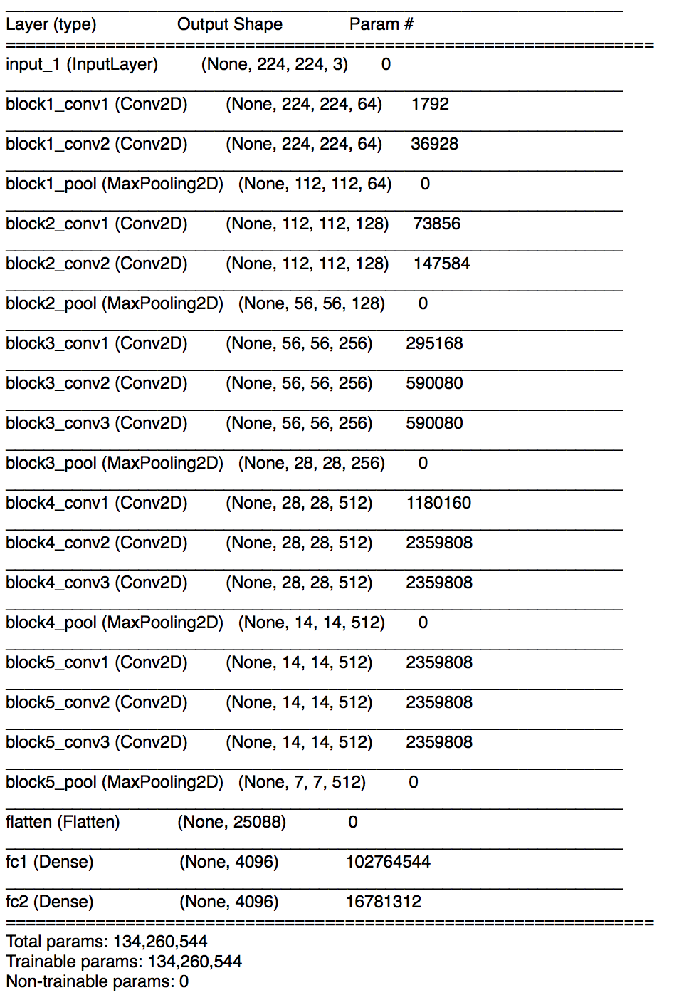 Layer (type) Output Shape Param #
==================================================================
input_1 (InputLayer) (None, 224, 224, 3) 0
block1_conv1 (Conv2D) (None, 224, 224, 64) 1792
block1_conv2 (Conv2D) (None, 224, 224, 64) 36928
block1_pool (MaxPooling2D) (None, 112, 112, 64) 0
block2_conv1 (Conv2D) (None, 112, 112, 128) 73856
block2_conv2 (Conv2D) (None, 112, 112, 128) 147584
block2_pool (MaxPooling2D) (None, 56, 56, 128) 0
block3_conv1 (Conv2D) (None, 56, 56, 256) 295168
block3_conv2 (Conv2D) (None, 56, 56, 256) 590080
block3_conv3 (Conv2D) (None, 56, 56, 256) 590080
block3_pool (MaxPooling2D) (None, 28, 28, 256) 0
block4_conv1 (Conv2D) (None, 28, 28, 512) 1180160
block4_conv2 (Conv2D) (None, 28, 28, 512) 2359808
block4_conv3 (Conv2D) (None, 28, 28, 512) 2359808
block4_pool (MaxPooling2D) (None, 14, 14, 512) 0
block5_conv1 (Conv2D) (None, 14, 14, 512) 2359808
block5_conv2 (Conv2D) (None, 14, 14, 512) 2359808
block5_conv3 (Conv2D) (None, 14, 14, 512) 2359808
block5_pool (MaxPooling2D) (None, 7, 7, 512) 0
flatten (Flatten) (None, 25088) 0
fc1 (Dense) (None, 4096) 102764544
fc2 (Dense) (None, 4096) 16781312
==================================================================
Total params: 134,260,544
Trainable params: 134,260,544
Non-trainable params: 0